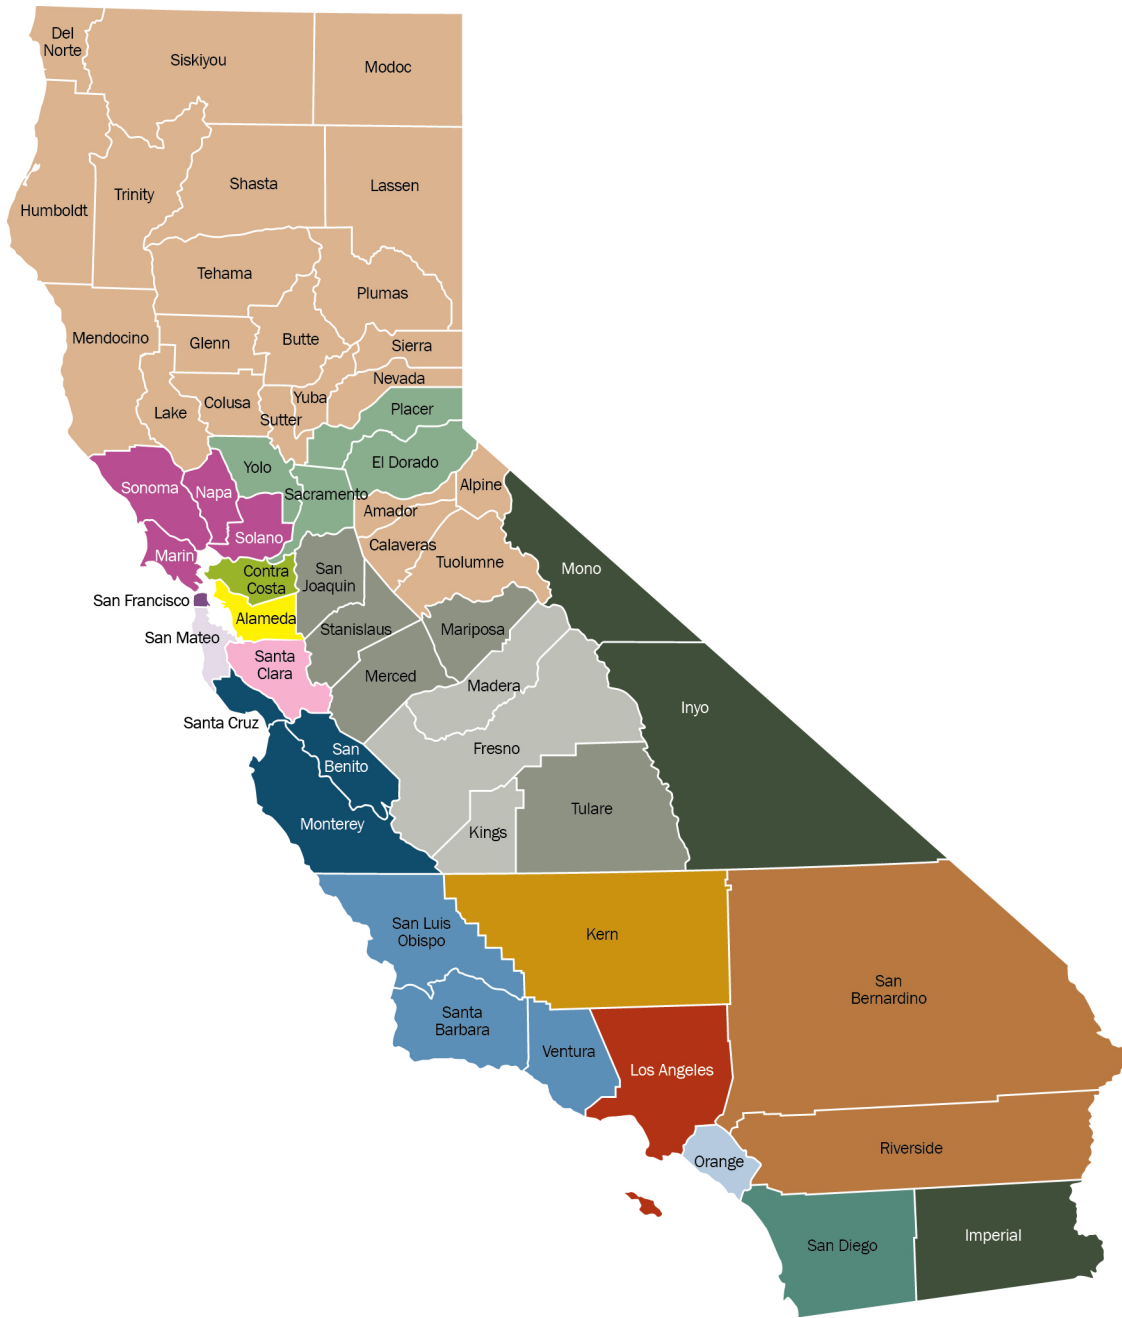 Del
Norte
Siskiyou
Modoc
Humboldt
Trinity
Shasta
Lassen
Tehama
Plumas
Mendocino
Glenn
Butte
Sierra
Nevada
Lake
Colusa
Sutter
Yuba
Placer
Yolo
El Dorado
Sonoma
Napa
Sacramento
Alpine
Amador
Solano
Calaveras
Marin
Tuolumne
Contra
Costa
San
Joaquin
Mono
San Francisco
Alameda
Stanislaus
Mariposa
San Mateo
Santa
Clara
Merced
Madera
Inyo
Santa Cruz
San
Benito
Fresno
Monterey
Kings
Tulare
San Luis
Obispo
Kern
San
Bernardino
Santa
Barbara
Ventura
Los Angeles
Orange
Riverside
San Diego
Imperial